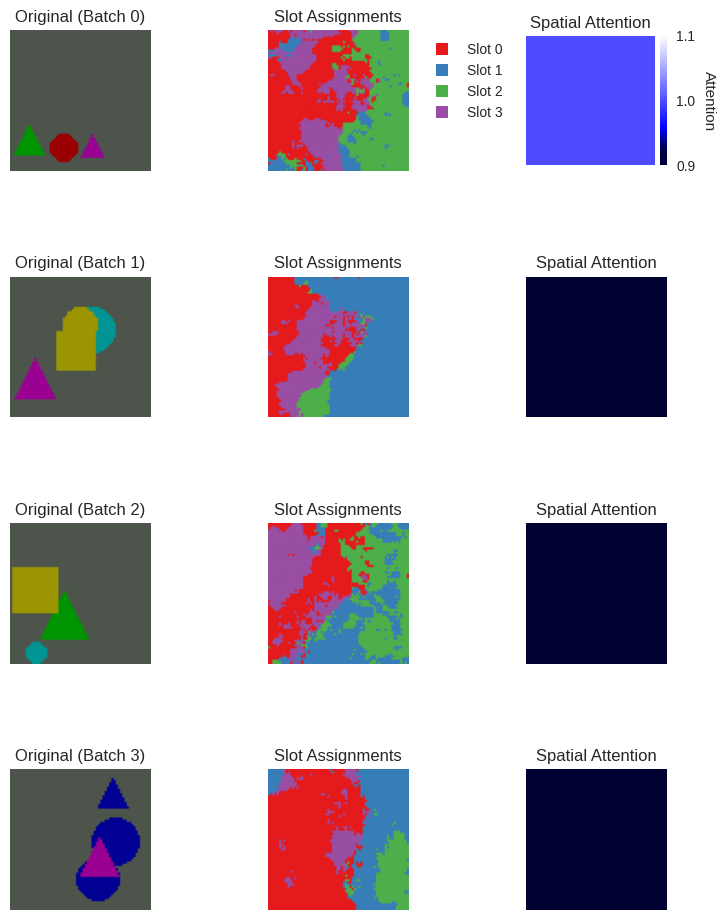 Original (Batch 0)
Slot Assignments
Spatial Attention
Slot 0
Slot 1
Slot 2
Slot 3
1.1
1.0
0.9
Attention
Original (Batch 1)
Slot Assignments
Spatial Attention
Original (Batch 2)
Slot Assignments
Spatial Attention
Original (Batch 3)
Slot Assignments
Spatial Attention